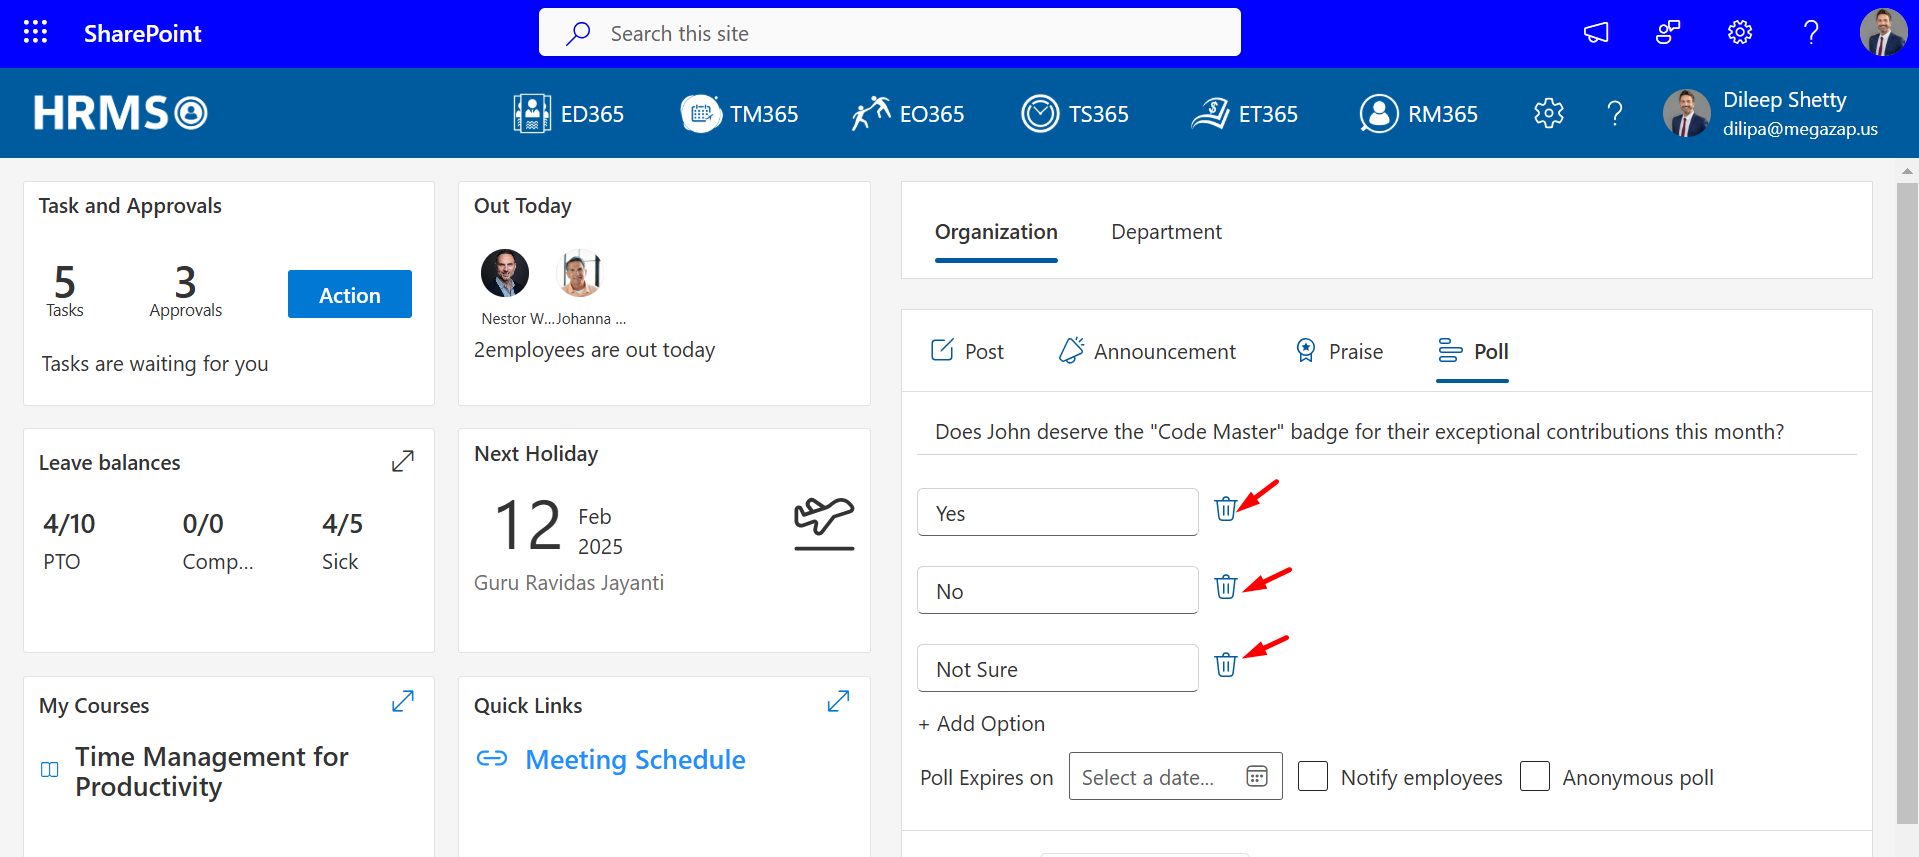 SharePoint
Search this site
HRMS
ED365
TM365
EO365
TS365
ET365
RM365
Dileep Shetty
dilipa@megazap.us
Task and Approvals
5
3
Tasks
Approvals
Action
Tasks are waiting for you
Out Today
Nestor W...Johanna ...
2employees are out today
Leave balances
4/10
0/0
4/5
PTO
Comp...
Sick
Next Holiday
12
Feb
2025
Guru Ravidas Jayanti
My Courses
Time Management for
Productivity
Quick Links
Meeting Schedule
Organization
Department
Post
Announcement
Praise
Poll
Does John deserve the "Code Master" badge for their exceptional contributions this month?
Yes
No
Not Sure
+ Add Option
Poll Expires on
Select a date...
Notify employees
Anonymous poll